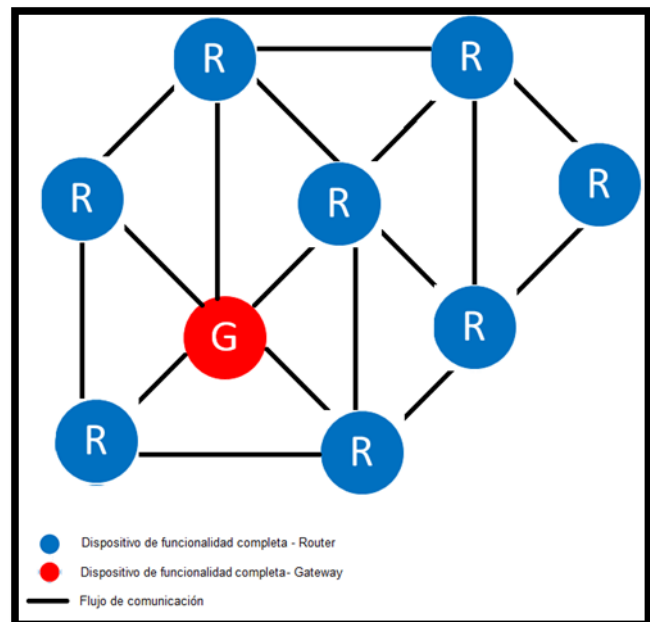 R
R
R
R
R
R
G
R
R
Dispositivo de funcionalidad completa - Router
Dispositivo de funcionalidad completa- Gateway
Flujo de comunicación